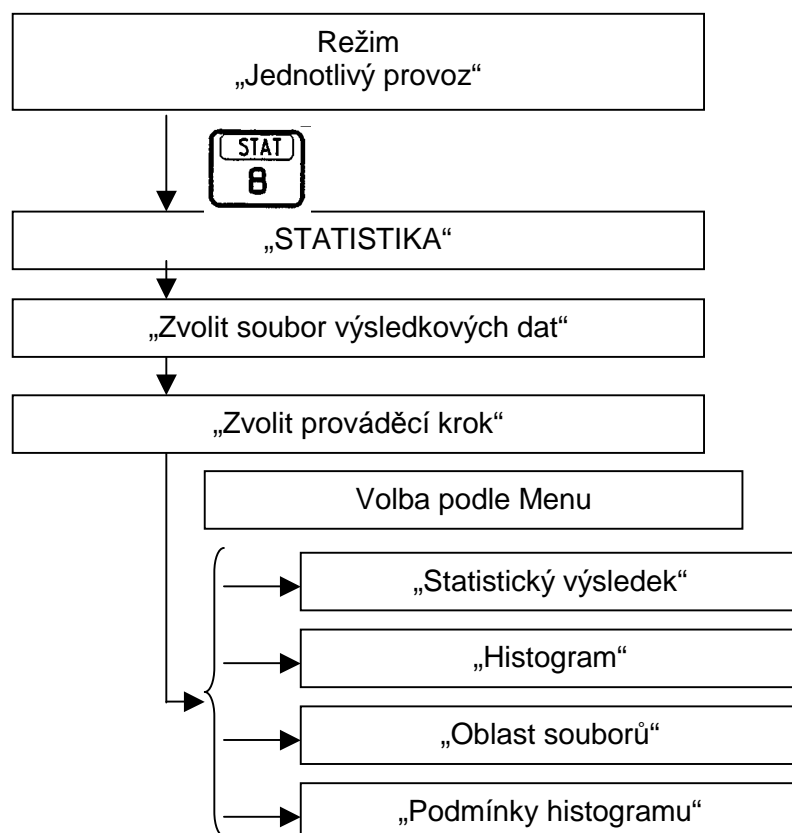 Režim
„Jednotlivý provoz“
STAT
8
„STATISTIKA“
„Zvolit soubor výsledkových dat“
„Zvolit prováděcí krok“
Volba podle Menu
„Statistický výsledek“
„Histogram“
„Oblast souborů“
„Podmínky histogramu“